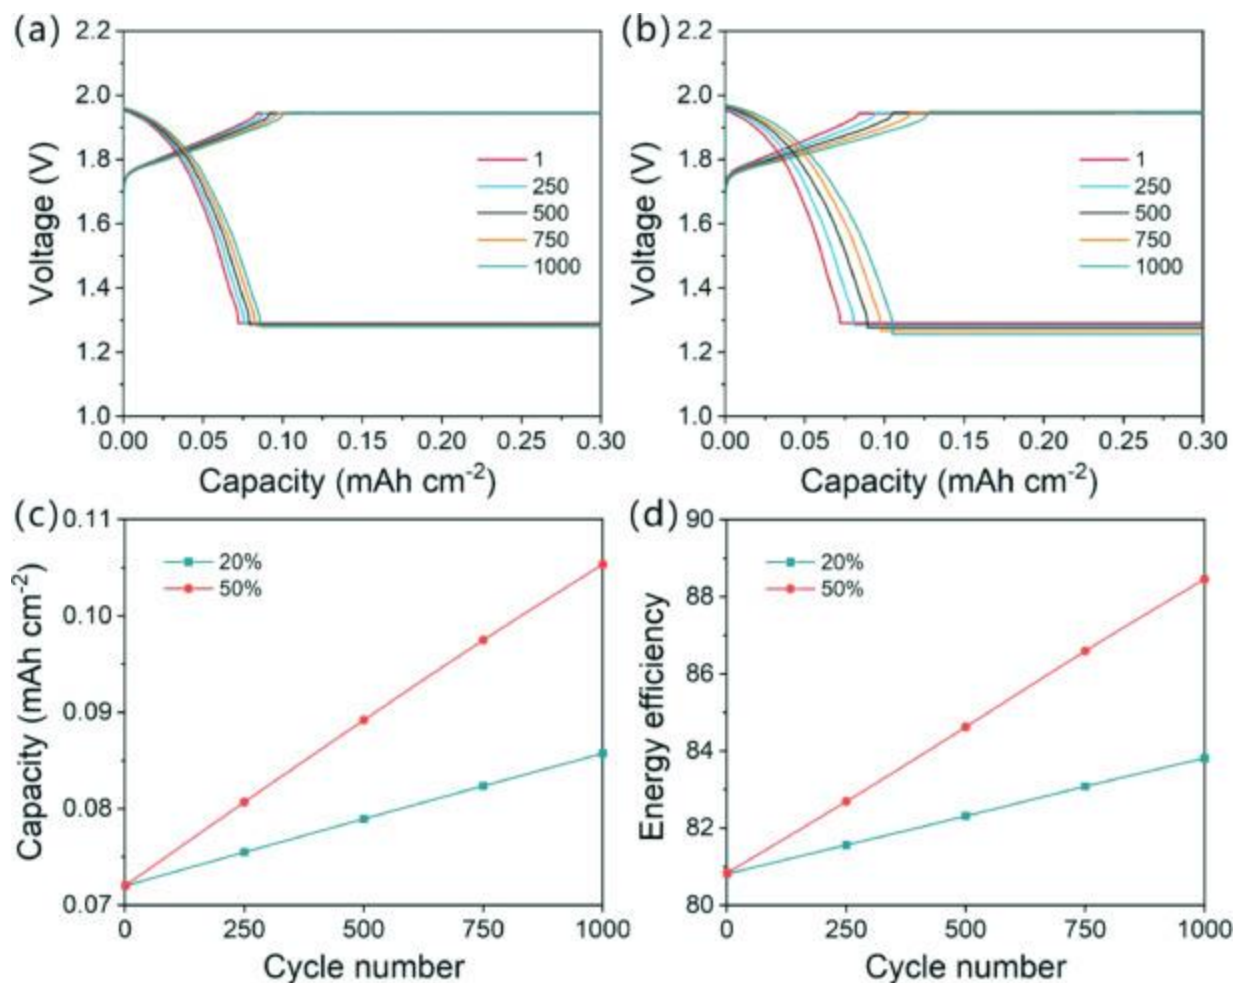 (a)
2.2
2.0
1.8
1.6
1.4
1.2
1.0
Voltage (V)
1
250
500
750
1000
0.00 0.05 0.10 0.15 0.20 0.25 0.30
Capacity (mAh cm-2)
(b)
2.2
2.0
1.8
1.6
1.4
1.2
1.0
Voltage (V)
1
250
500
750
1000
0.00 0.05 0.10 0.15 0.20 0.25 0.30
Capacity (mAh cm-2)
(c)
0.11
0.10
0.09
0.08
0.07
Capacity (mAh cm-2)
20%
50%
0 250 500 750 1000
Cycle number
(d)
90
88
86
84
82
80
Energy efficiency
20%
50%
0 250 500 750 1000
Cycle number